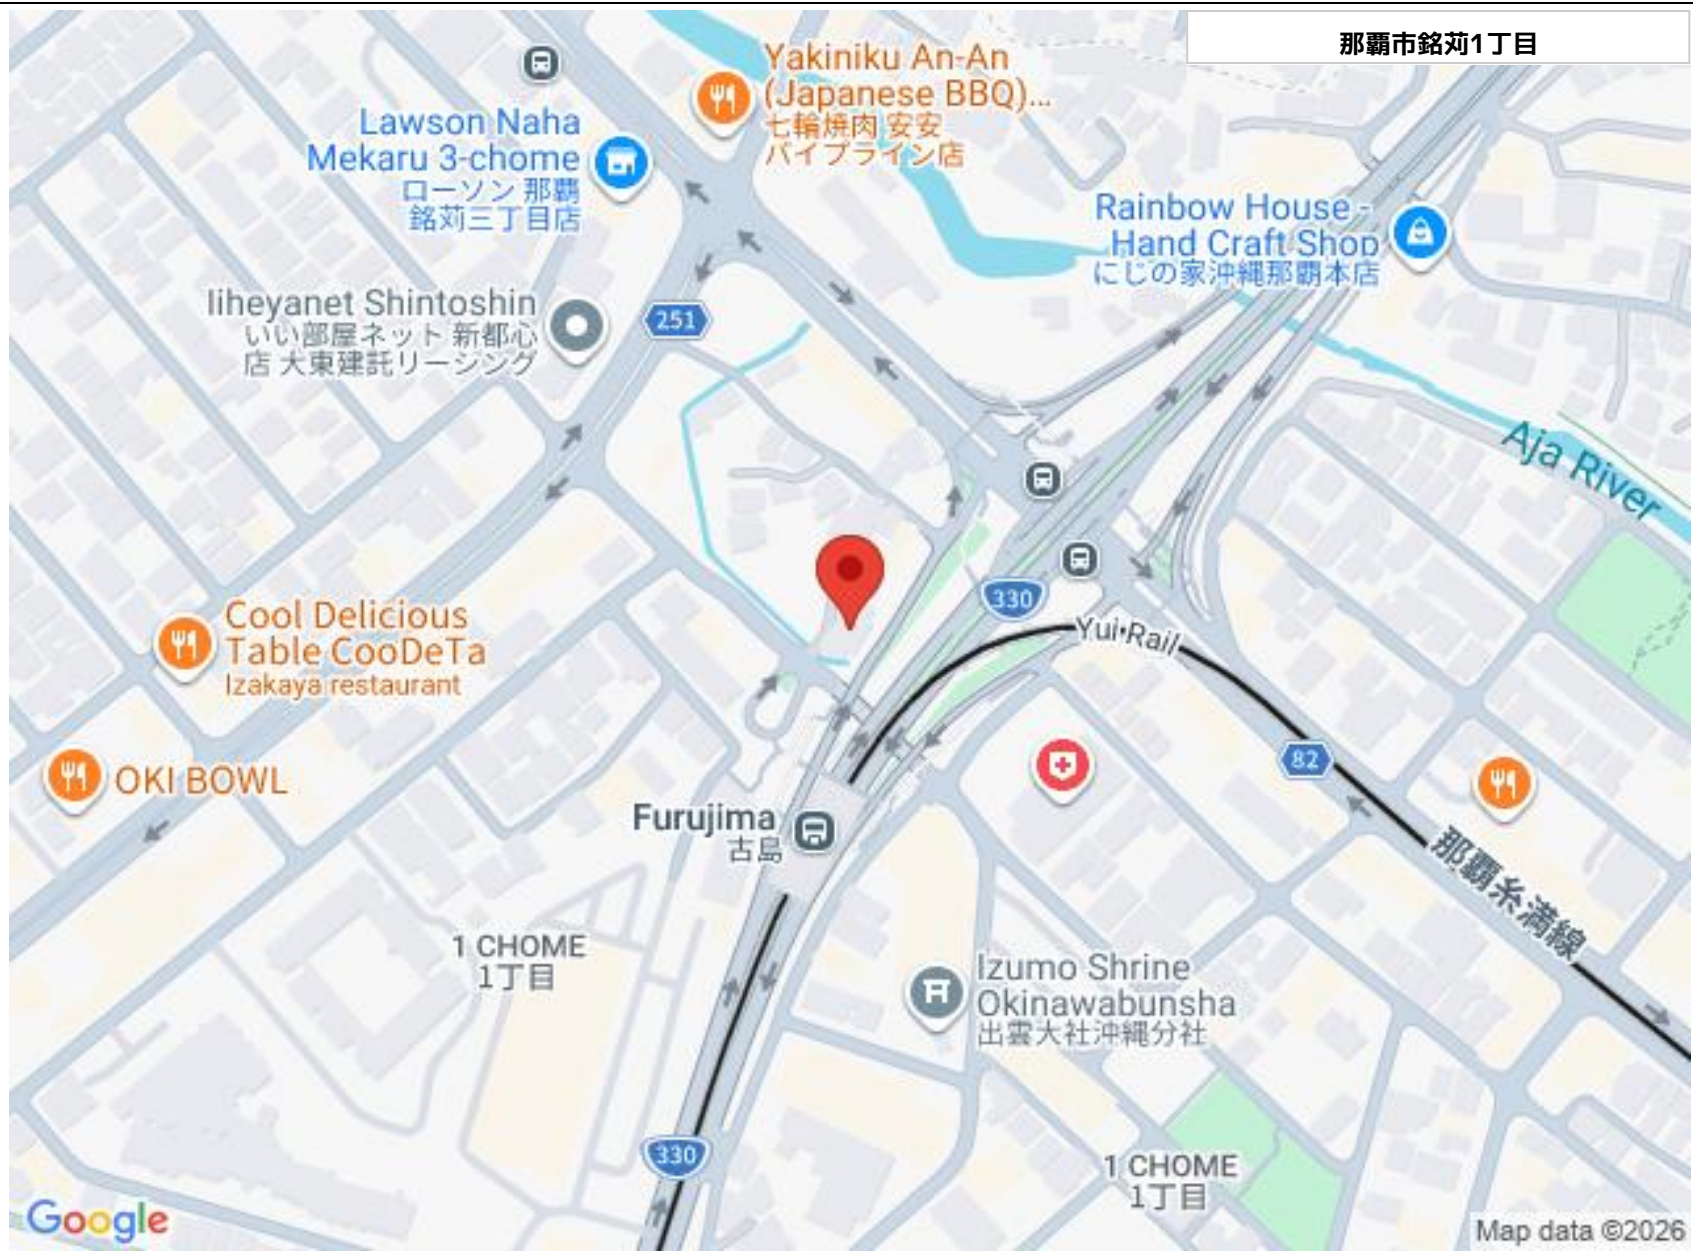 那覇市銘苅1丁目
Yakiniku An-An
(Japanese BBQ)...
七輪焼肉 安安
パイプライン店
Lawson Naha
Mekaru 3-chome
ローソン 那覇
銘苅三丁目店
Rainbow House -
Hand Craft Shop
にじの家沖縄那覇本店
Iiheyanet Shintoshin
いい部屋ネット 新都心
店 大東建託リーシング
251
Aja River
330
Yui Rail
Cool Delicious
Table CooDeTa
Izakaya restaurant
OKI BOWL
82
Furujima
古島
那覇糸満線
1 CHOME
1丁目
Izumo Shrine
Okinawabunsha
出雲大社沖縄分社
330
1 CHOME
1丁目
Google
Map data ©2026